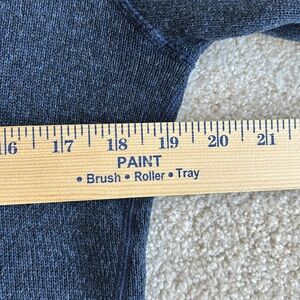 16 17 18 19 20 21
PAINT
• Brush • Roller • Tray